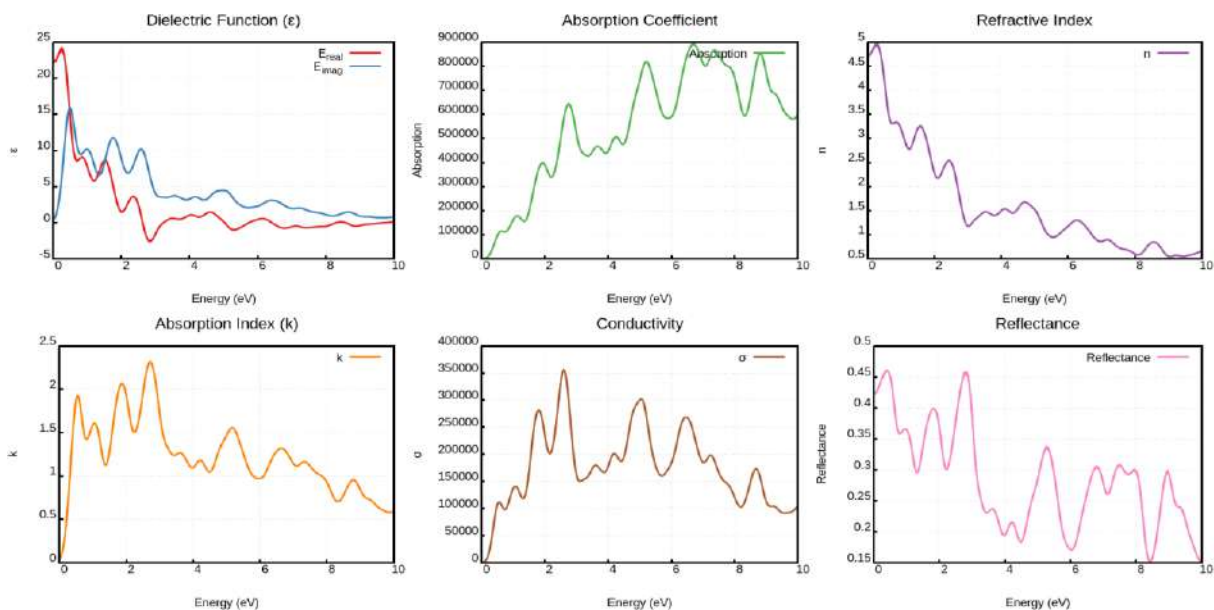 Dielectric Function (ε)
25
20
15
10
5
0
-5
ε
E real
E imag
0 2 4 6 8 10
Energy (eV)
Absorption Coefficient
900000
800000
700000
600000
500000
400000
300000
200000
100000
0
Absorption
Absorption
0 2 4 6 8 10
Energy (eV)
Refractive Index
5
4.5
4
3.5
3
2.5
2
1.5
1
0.5
n
n
0 2 4 6 8 10
Energy (eV)
Absorption Index (k)
2.5
2
1.5
1
0.5
0
k
k
0 2 4 6 8 10
Energy (eV)
Conductivity
400000
350000
300000
250000
200000
150000
100000
50000
0
σ
σ
0 2 4 6 8 10
Energy (eV)
Reflectance
0.5
0.45
0.4
0.35
0.3
0.25
0.2
0.15
Reflectance
Reflectance
0 2 4 6 8 10
Energy (eV)